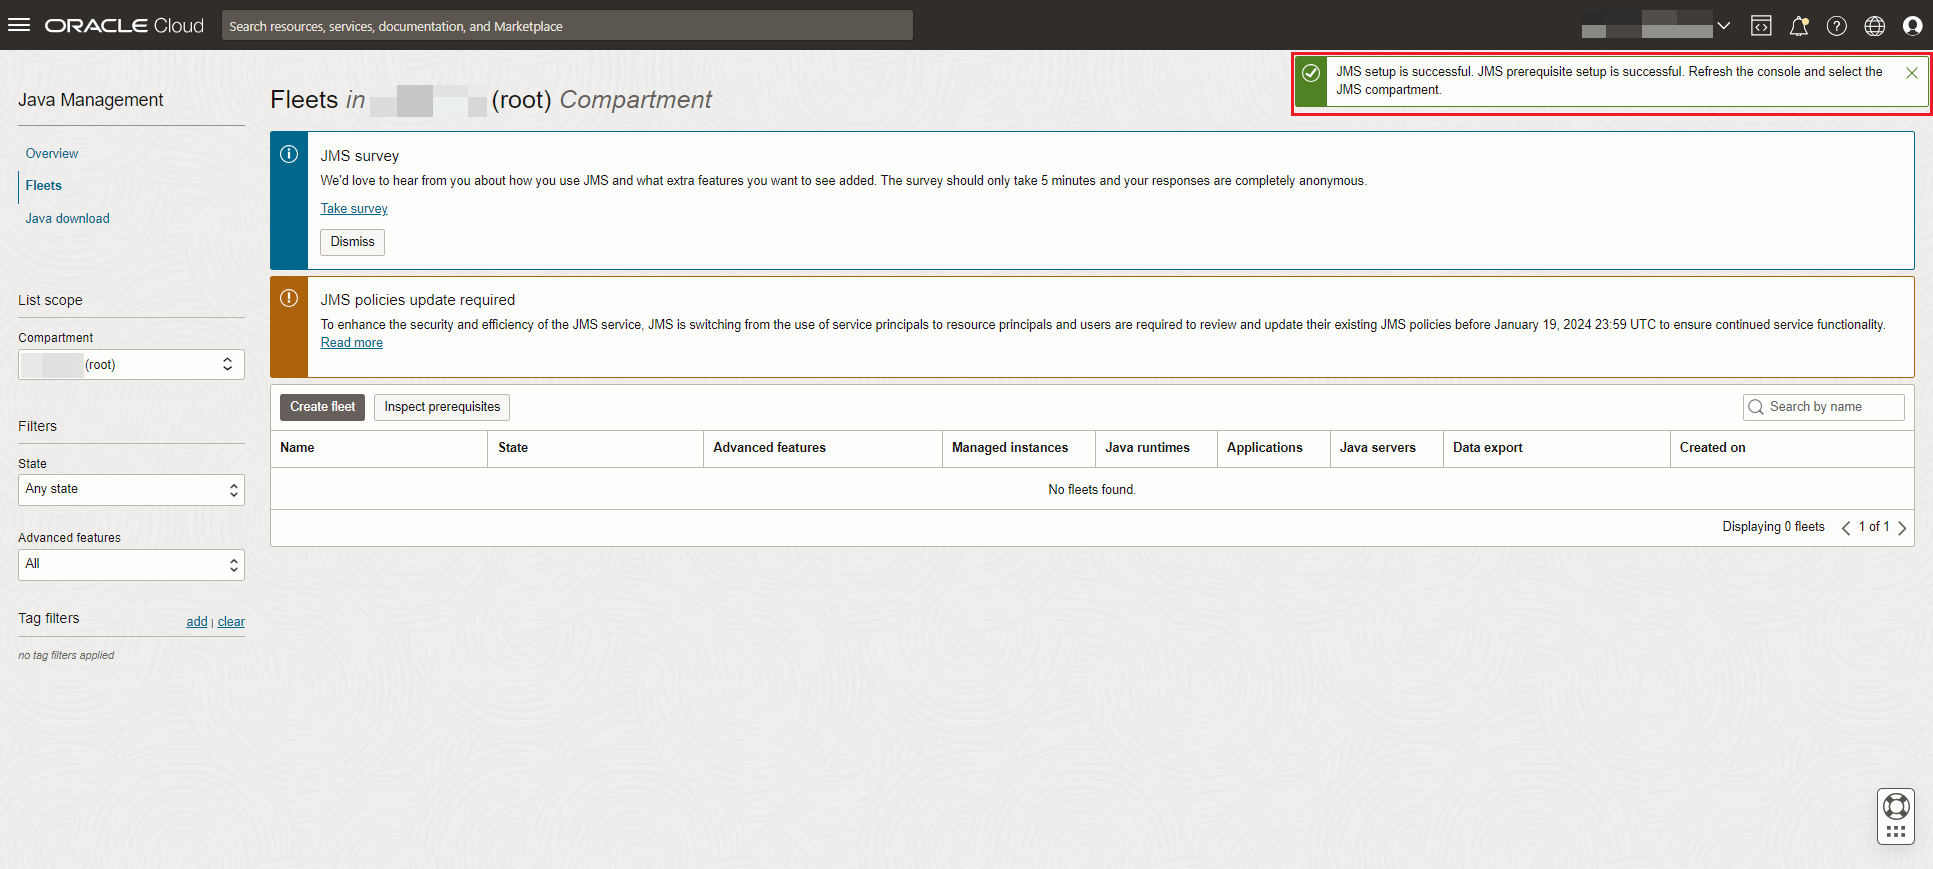 ORACLE Cloud
Search resources, services, documentation, and Marketplace
JMS setup is successful. JMS prerequisite setup is successful. Refresh the console and select the
JMS compartment.
Java Management
Overview
Fleets
Java download
List scope
Compartment
(root)
Filters
State
Any state
Advanced features
All
Tag filters
add | clear
no tag filters applied
Fleets in (root) Compartment
JMS survey
We'd love to hear from you about how you use JMS and what extra features you want to see added. The survey should only take 5 minutes and your responses are completely anonymous.
Take survey
Dismiss
JMS policies update required
To enhance the security and efficiency of the JMS service, JMS is switching from the use of service principals to resource principals and users are required to review and update their existing JMS policies before January 19, 2024 23:59 UTC to ensure continued service functionality.
Read more
Create fleet Inspect prerequisites Search by name
Name State Advanced features Managed instances Java runtimes Applications Java servers Data export Created on
No fleets found.
Displaying 0 fleets 1 of 1